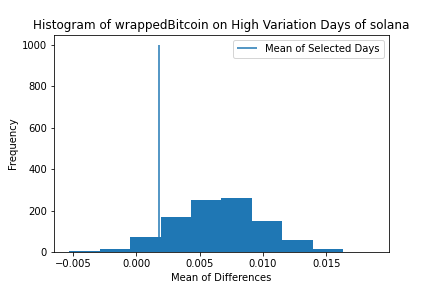 Histogram of wrappedBitcoin on High Variation Days of solana
1000
Mean of Selected Days
800
600
Frequency
400
200
0
−0.005 0.000 0.005 0.010 0.015
Mean of Differences